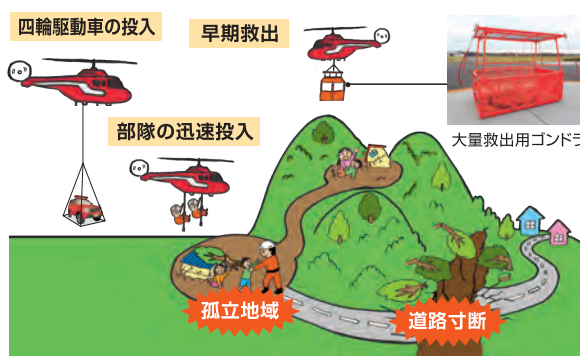 四輪駆動車の投入
早期救出
部隊の迅速投入
大量救出用ゴンドラ
孤立地域
道路寸断